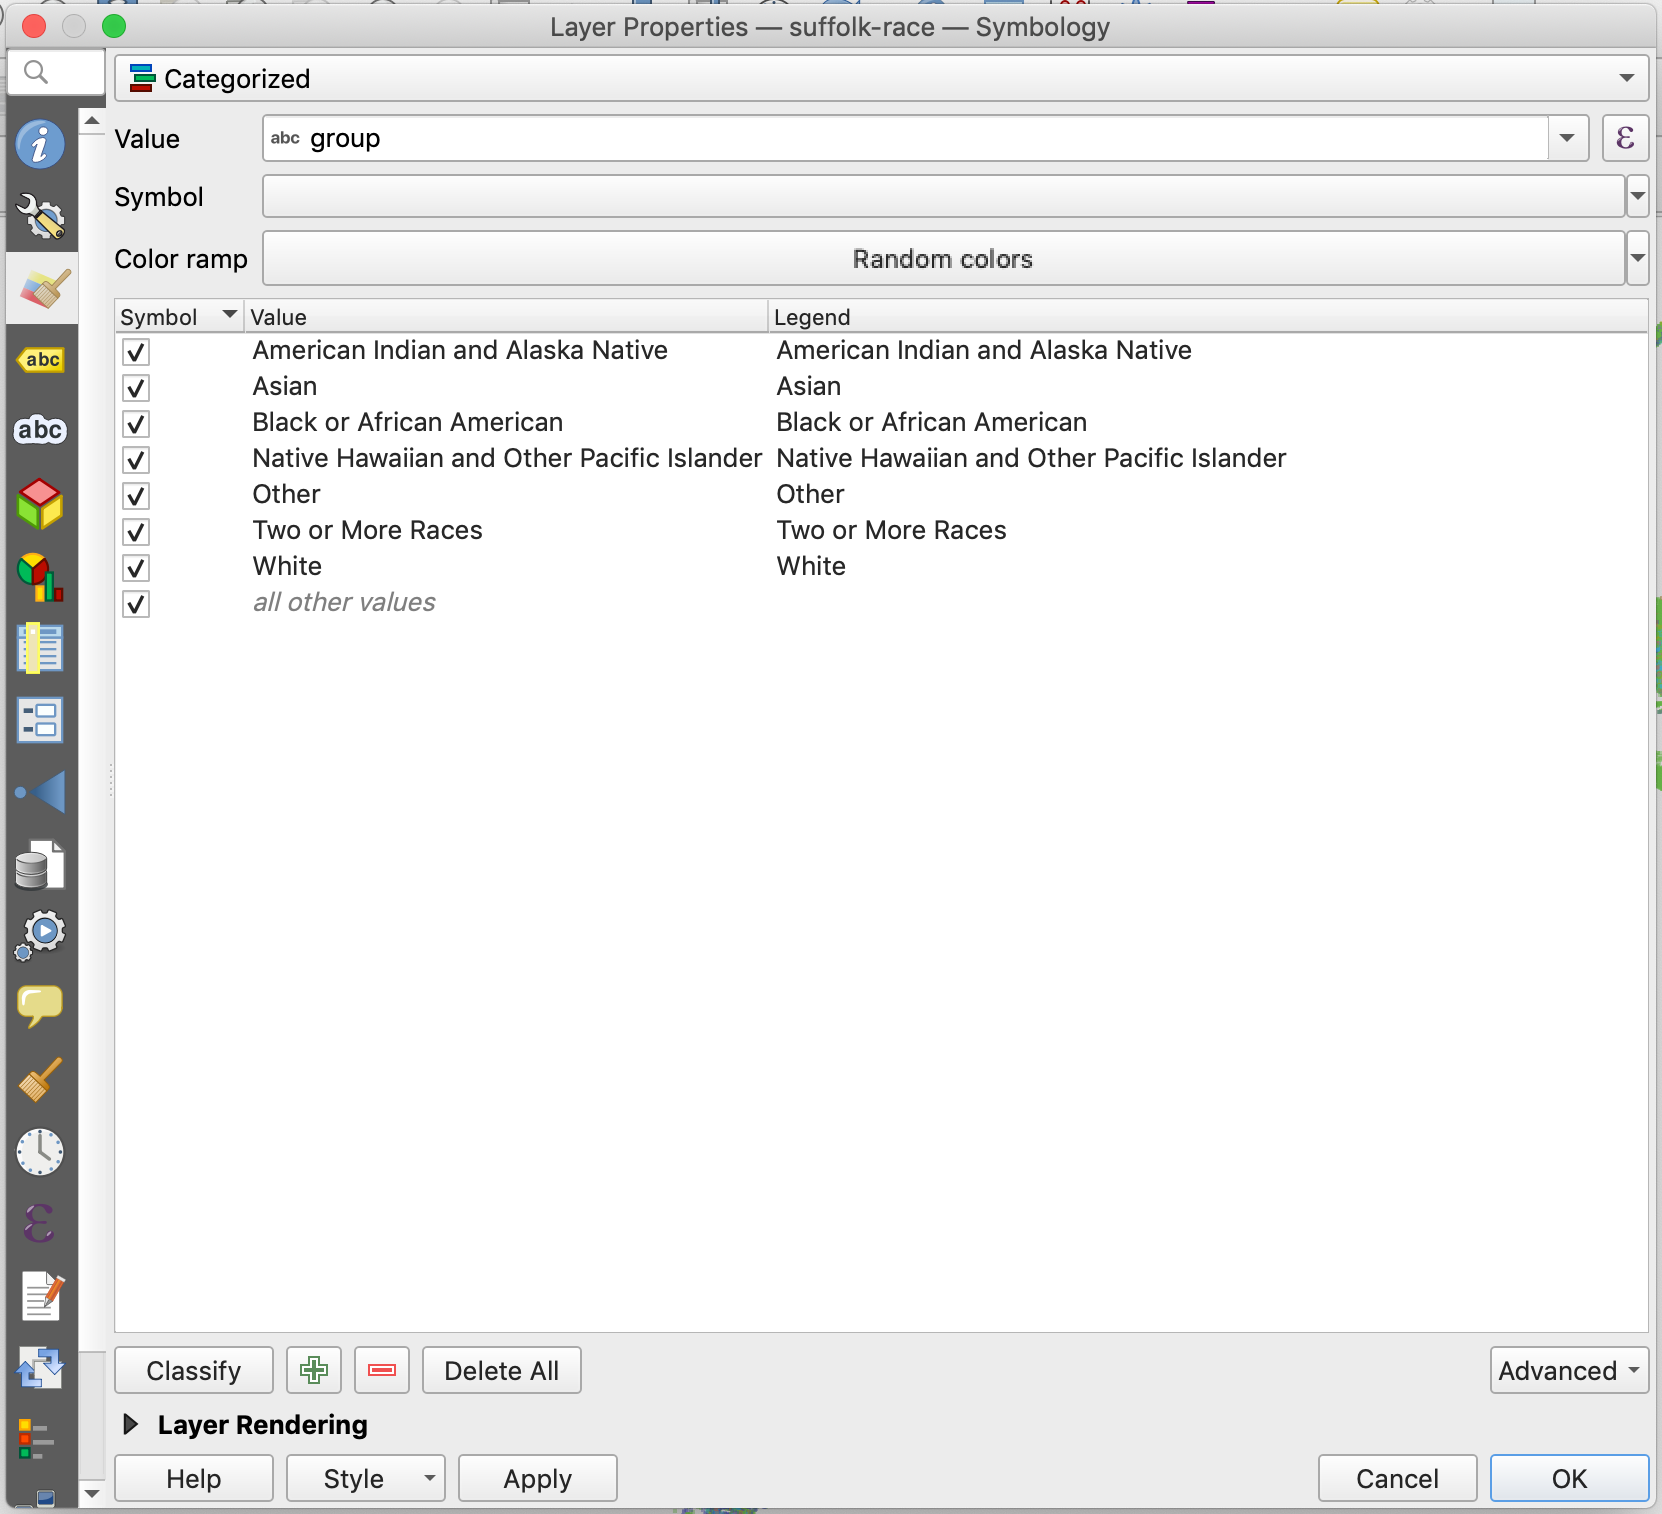 Layer Properties — suffolk-race — Symbology
Categorized
Value abc group ε
Symbol
Color ramp Random colors
Symbol Value Legend
American Indian and Alaska Native American Indian and Alaska Native
Asian Asian
Black or African American Black or African American
Native Hawaiian and Other Pacific Islander Native Hawaiian and Other Pacific Islander
Other Other
Two or More Races Two or More Races
White White
all other values
abc
abc
ε
Classify Delete All Advanced
Layer Rendering
Help Style Apply Cancel OK